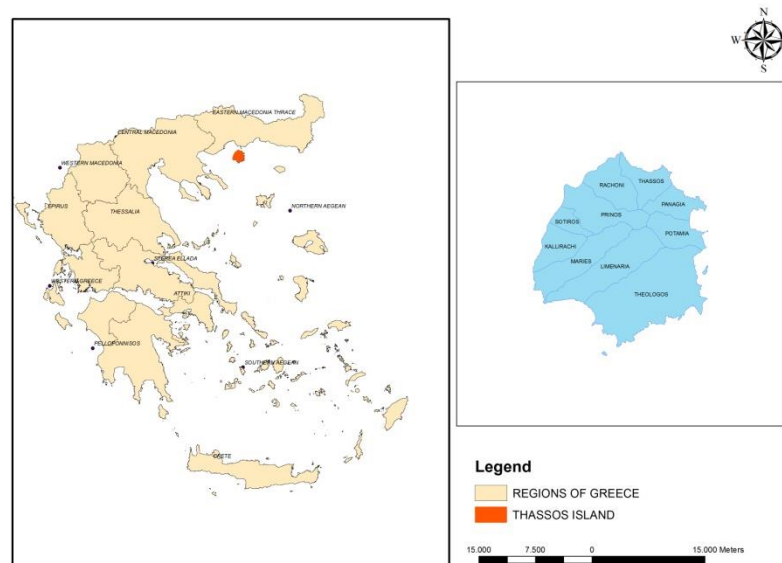 N
W
E
S
EASTERN MACEDONIA THRACE
CENTRAL MACEDONIA
WESTERN MACEDONIA
EPIRUS
THESSALIA
NORTHERN AEGEAN
STEREA ELLADA
WESTERN GREECE
ATTIKI
PELLOPONNISOS
SOUTHERN AEGEAN
CRETE
RACHONI
THASSOS
PANAGIA
SOTIROS
PRINOS
POTAMIA
KALLIRACHI
MARIES
LIMENARIA
THEOLOGOS
Legend
REGIONS OF GREECE
THASSOS ISLAND
15.000 7.500 0 15.000 Meters